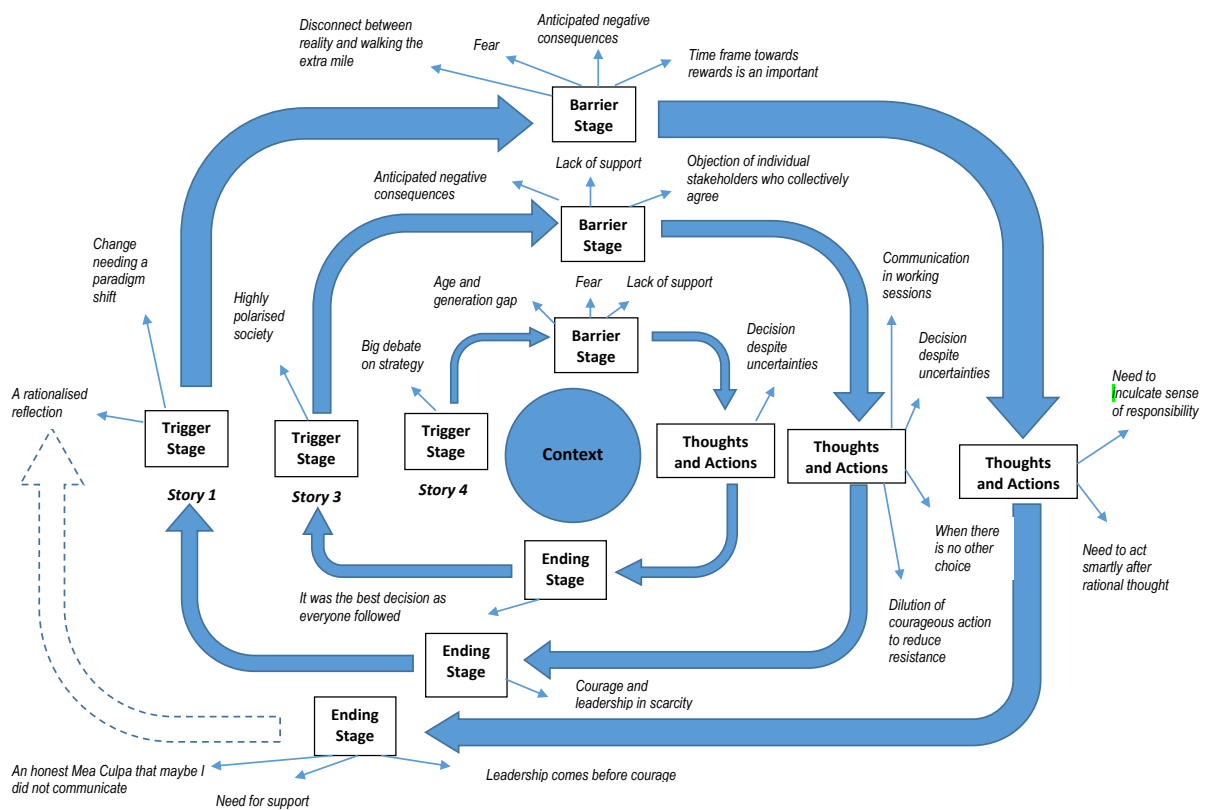 Disconnect between
reality and walking the
extra mile
Fear
Anticipated negative
consequences
Time frame towards
rewards is an important
Barrier
Stage
Anticipated negative
consequences
Lack of support
Objection of individual
stakeholders who collectively
agree
Barrier
Stage
Change
needing a
paradigm
shift
Highly
polarised
society
Age and
generation gap
Fear
Lack of support
Communication
in working
sessions
Barrier
Stage
Big debate
on strategy
Decision
despite
uncertainties
Decision
despite
uncertainties
Need to
inculcate sense
of responsibility
A rationalised
reflection
Trigger
Stage
Story 1
Trigger
Stage
Story 3
Trigger
Stage
Story 4
Context
Thoughts
and Actions
Thoughts
and Actions
Thoughts
and Actions
When there
is no other
choice
Need to act
smartly after
rational thought
Ending
Stage
It was the best decision as
everyone followed
Dilution of
courageous action
to reduce
resistance
Ending
Stage
Courage and
leadership in scarcity
Ending
Stage
An honest Mea Culpa that maybe I
did not communicate
Need for support
Leadership comes before courage